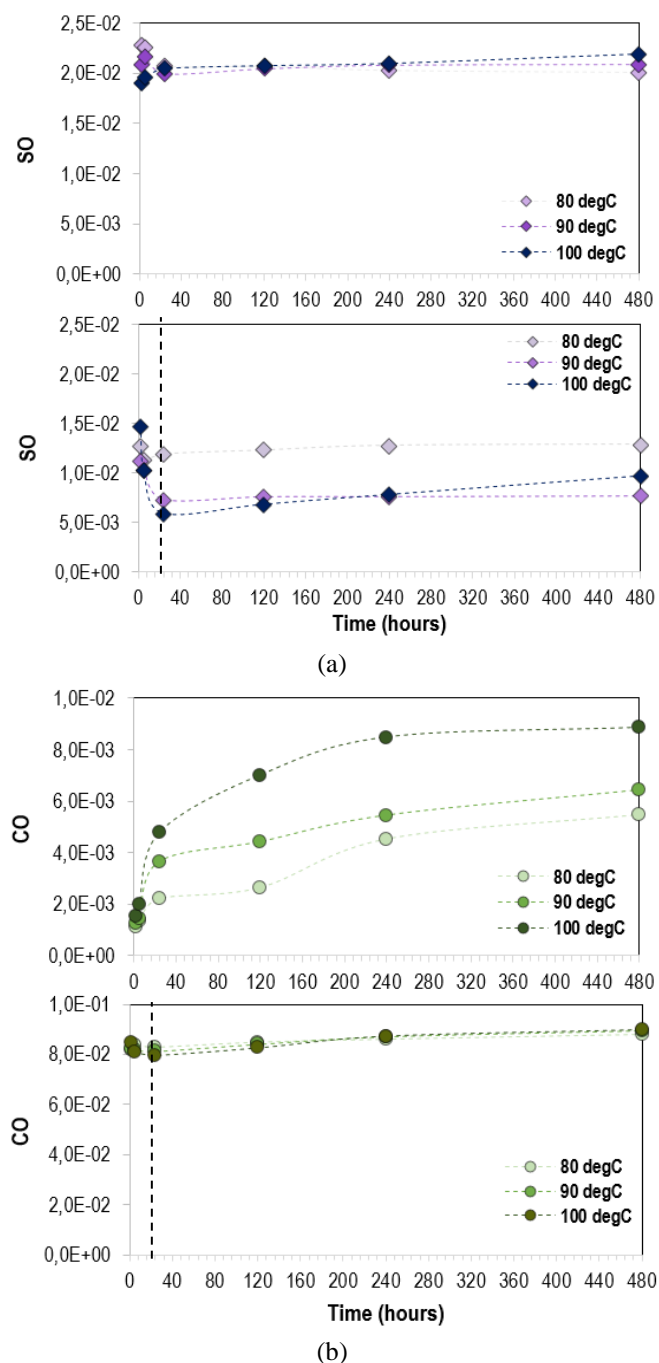 2,5E-02
2,0E-02
1,5E-02
1,0E-02
5,0E-03
0,0E+00
SO
80 degC
90 degC
100 degC
0 40 80 120 160 200 240 280 320 360 400 440 480
2,5E-02
2,0E-02
1,5E-02
1,0E-02
5,0E-03
0,0E+00
SO
80 degC
90 degC
100 degC
0 40 80 120 160 200 240 280 320 360 400 440 480
Time (hours)
(a)
1,0E-02
8,0E-03
6,0E-03
4,0E-03
2,0E-03
0,0E+00
CO
80 degC
90 degC
100 degC
0 40 80 120 160 200 240 280 320 360 400 440 480
1,0E-01
8,0E-02
6,0E-02
4,0E-02
2,0E-02
0,0E+00
CO
80 degC
90 degC
100 degC
0 40 80 120 160 200 240 280 320 360 400 440 480
Time (hours)
(b)